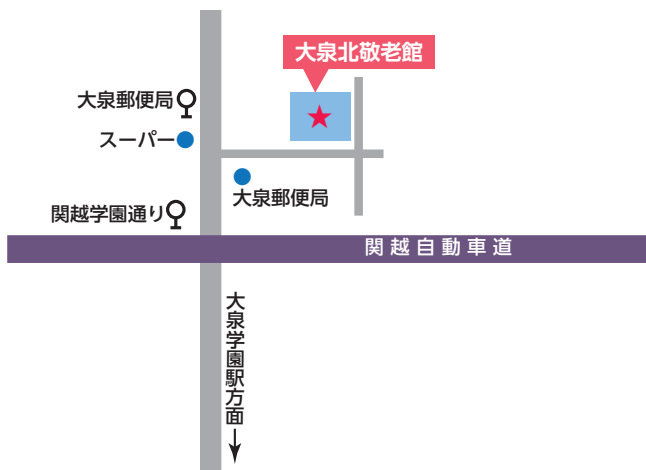 大泉北敬老館
大泉郵便局
スーパー
大泉郵便局
関越学園通り
関越自動車道
大泉学園駅方面